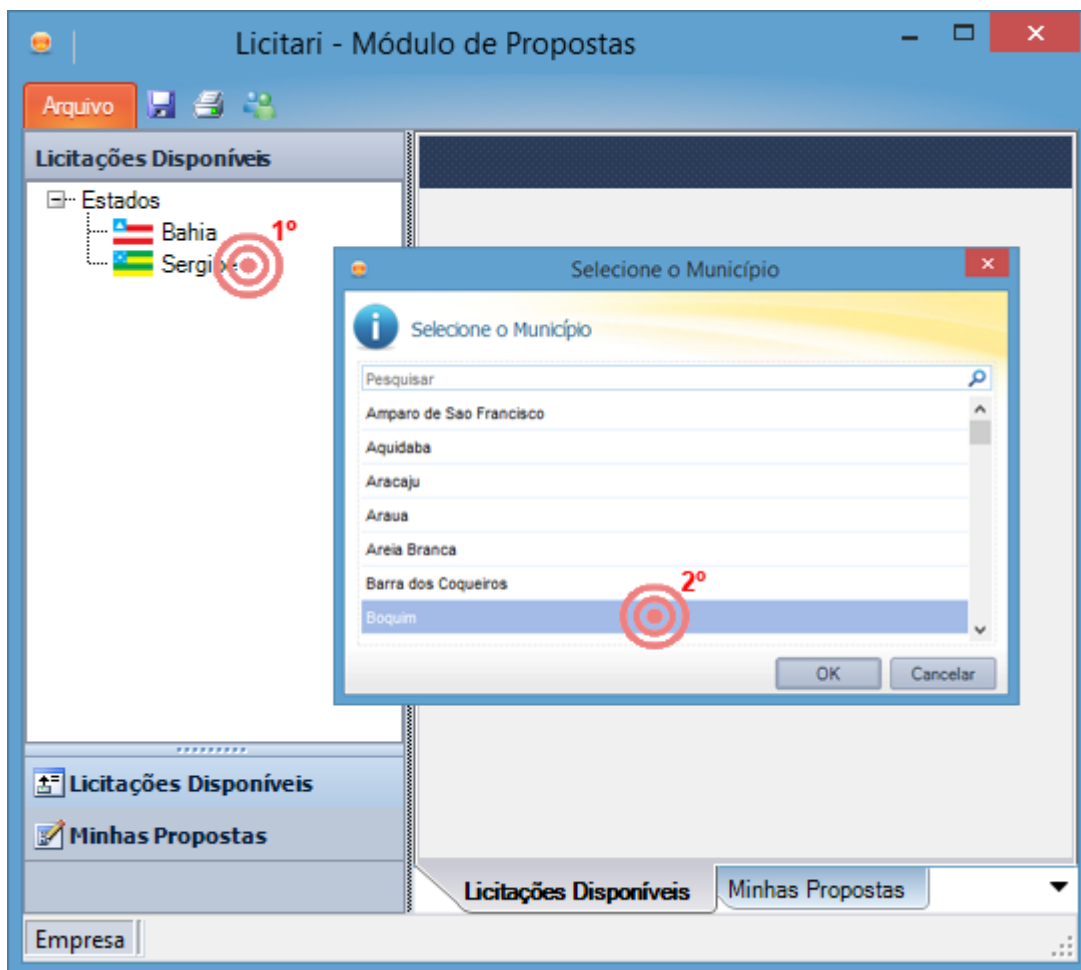 Licitari - Módulo de Propostas
Arquivo
Licitações Disponíveis
Estados
Bahia
1º
Sergipe
Selecione o Município
Selecione o Município
Pesquisar
Amparo de Sao Francisco
Aquidaba
Aracaju
Araua
Areia Branca
Barra dos Coqueiros
2º
Boquim
OK Cancelar
Licitações Disponíveis
Minhas Propostas
Licitações Disponíveis Minhas Propostas
Empresa